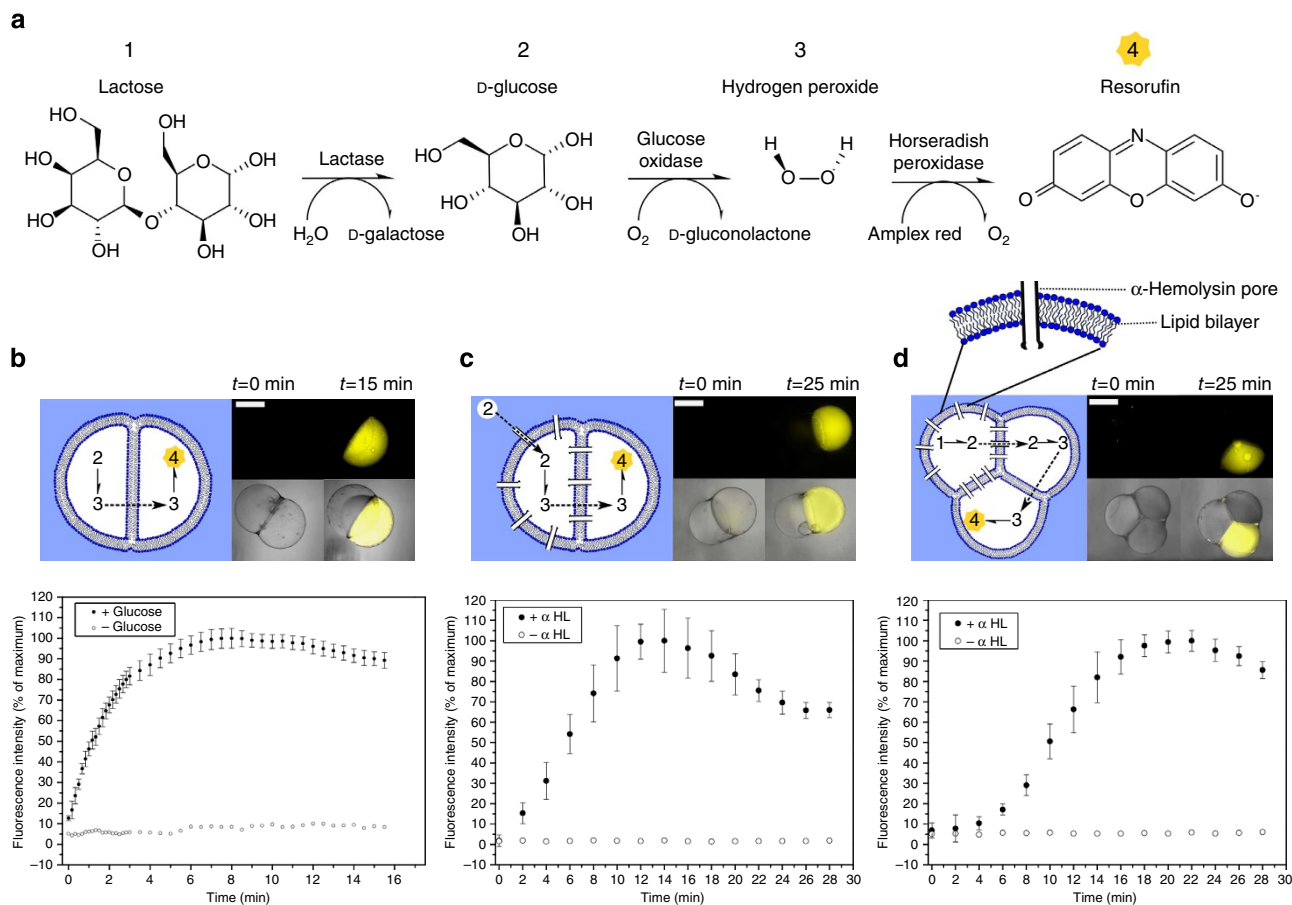 a
1
2
3
4
Lactose
D-glucose
Hydrogen peroxide
Resorufin
HO
OH
HO
O
O
OH
HO
O
OH
OH
OH
OH
Lactase
H2O
D-galactose
HO
O
OH
HO
OH
OH
Glucose
oxidase
O2
D-gluconolactone
H
H
O
O
Horseradish
peroxidase
Amplex red
O2
N
O
O
O-
α-Hemolysin pore
Lipid bilayer
b
t=0 min
t=15 min
2
4
3
3
c
t=0 min
t=25 min
2
2
4
3
3
d
t=0 min
t=25 min
1
2
2
3
4
3
Fluorescence intensity (% of maximum)
120
110
100
90
80
70
60
50
40
30
20
10
0
–10
+ Glucose
– Glucose
0
2
4
6
8
10
12
14
16
Time (min)
Fluorescence intensity (% of maximum)
120
110
100
90
80
70
60
50
40
30
20
10
0
–10
+ α HL
– α HL
0
2
4
6
8
10
12
14
16
18
20
22
24
26
28
30
Time (min)
Fluorescence intensity (% of maximum)
120
110
100
90
80
70
60
50
40
30
20
10
0
–10
+ α HL
– α HL
0
2
4
6
8
10
12
14
16
18
20
22
24
26
28
30
Time (min)